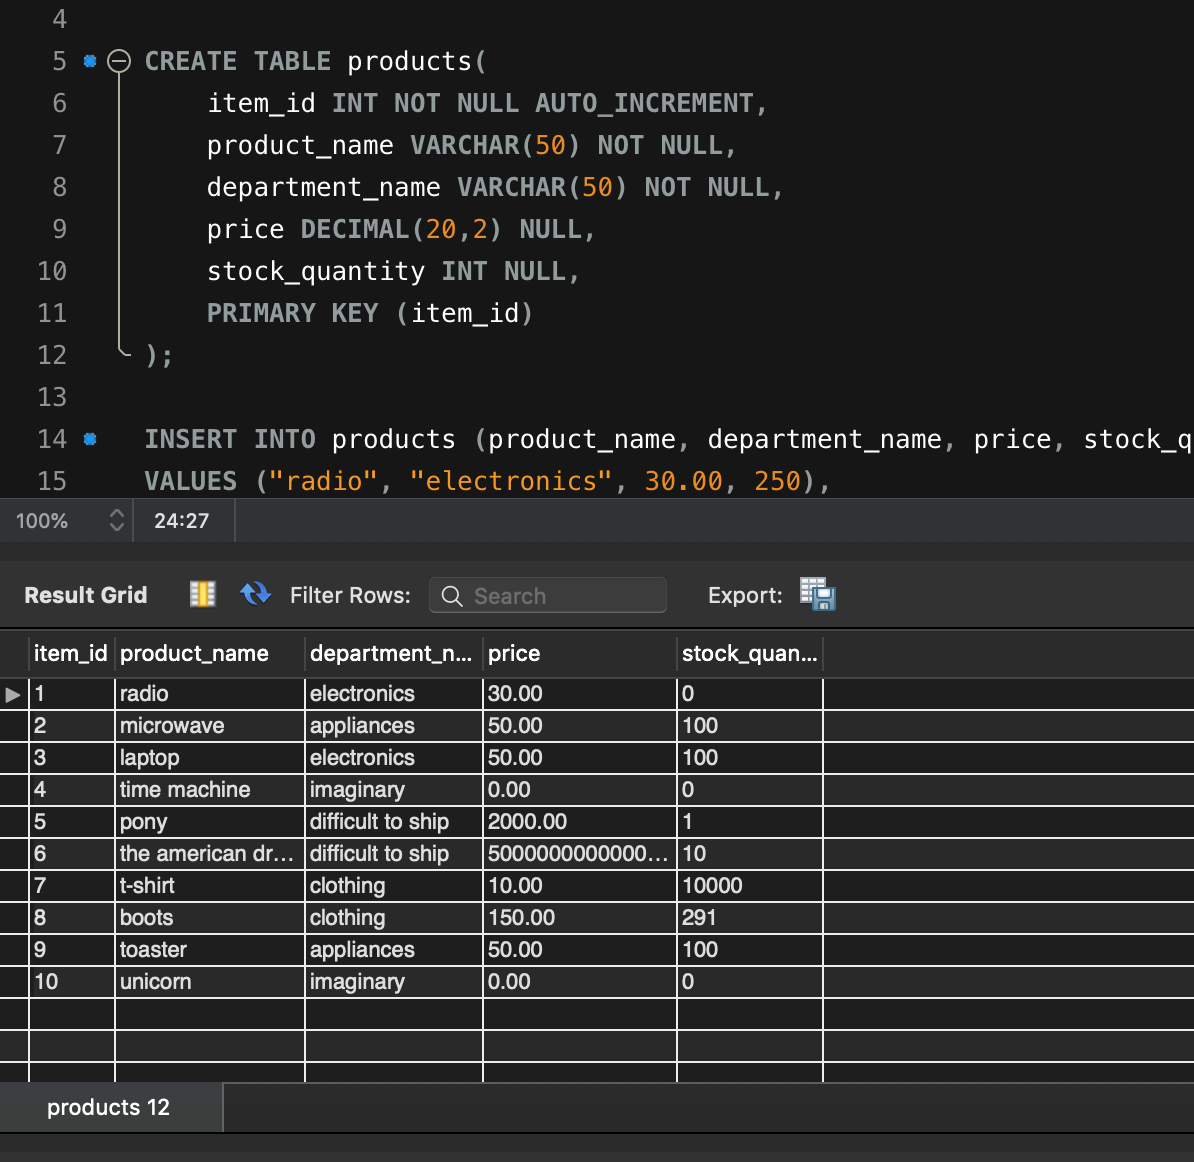 4
5 CREATE TABLE products(
6 item_id INT NOT NULL AUTO_INCREMENT,
7 product_name VARCHAR(50) NOT NULL,
8 department_name VARCHAR(50) NOT NULL,
9 price DECIMAL(20,2) NULL,
10 stock_quantity INT NULL,
11 PRIMARY KEY (item_id)
12 );
13
14 INSERT INTO products (product_name, department_name, price, stock_q
15 VALUES ("radio", "electronics", 30.00, 250),
100% 24:27
Result Grid Filter Rows: Search Export:
item_id product_name department_n... price stock_quan...
1 radio electronics 30.00 0
2 microwave appliances 50.00 100
3 laptop electronics 50.00 100
4 time machine imaginary 0.00 0
5 pony difficult to ship 2000.00 1
6 the american dr... difficult to ship 5000000000000... 10
7 t-shirt clothing 10.00 10000
8 boots clothing 150.00 291
9 toaster appliances 50.00 100
10 unicorn imaginary 0.00 0
products 12